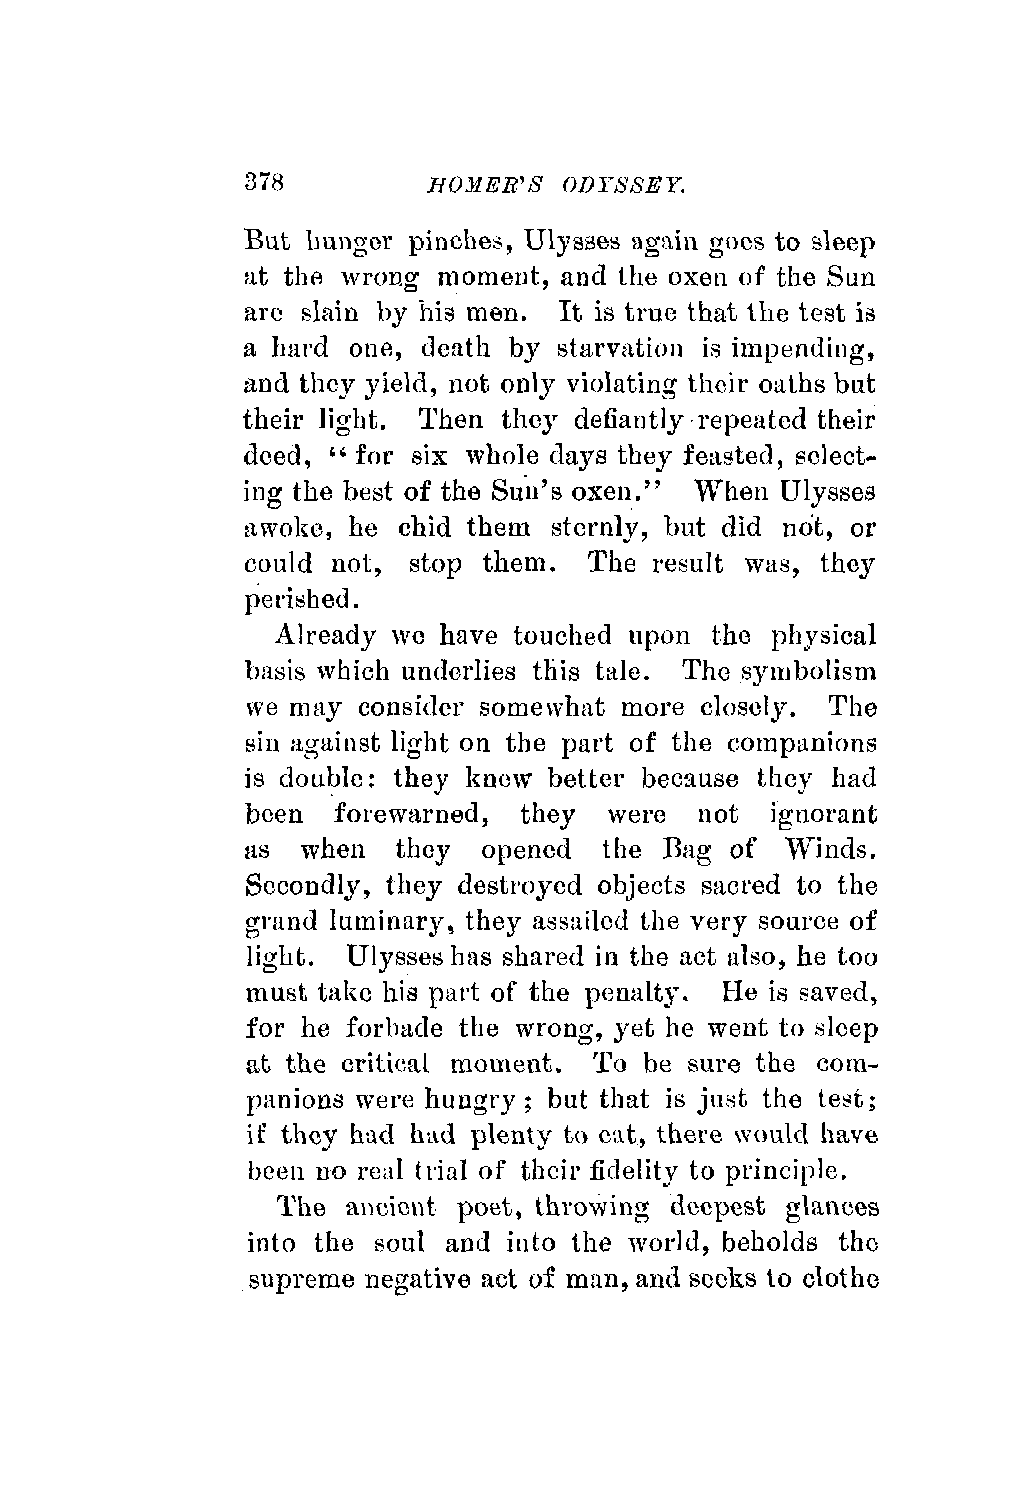 378 HOMER'S ODYSSEY.
But hunger pinches, Ulysses again goes to sleep
at the wrong moment, and the oxen of the Sun
are slain by his men. It is true that the test is
a hard one, death by starvation is impending,
and they yield, not only violating their oaths but
their light. Then they defiantly repeated their
deed, “for six whole days they feasted, select-
ing the best of the Sun’s oxen.” When Ulysses
awoke, he chid them sternly, but did not, or
could not, stop them. The result was, they
perished.
Already we have touched upon the physical
basis which underlies this tale. The symbolism
we may consider somewhat more closely. The
sin against light on the part of the companions
is double: they knew better because they had
been forewarned, they were not ignorant
as when they opened the Bag of Winds.
Secondly, they destroyed objects sacred to the
grand luminary, they assailed the very source of
light. Ulysses has shared in the act also, he too
must take his part of the penalty. He is saved,
for he forbade the wrong, yet he went to sleep
at the critical moment. To be sure the com-
panions were hungry; but that is just the test;
if they had had plenty to eat, there would have
been no real trial of their fidelity to principle.
The ancient poet, throwing deepest glances
into the soul and into the world, beholds the
supreme negative act of man, and seeks to clothe